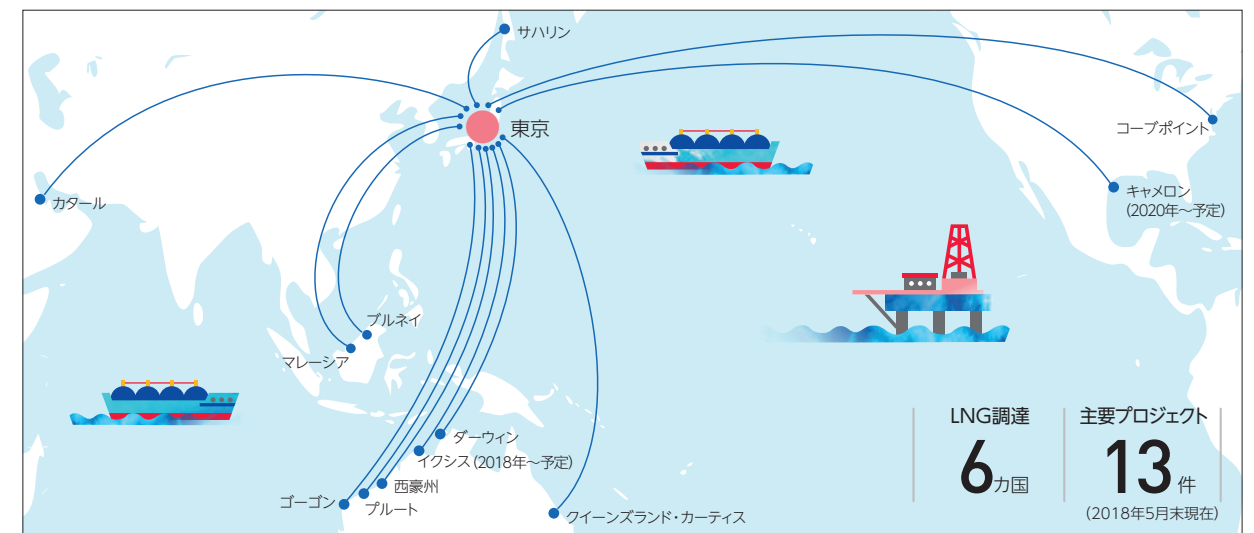 サハリン
東京
コーブポイント
カタール
キャメロン
(2020年〜予定)
ブルネイ
マレーシア
ダーウィン
イクシス(2018年〜予定)
西豪州
ゴーゴン
プルート
クイーンズランド・カーティス
LNG調達
6カ国
主要プロジェクト
13件
(2018年5月末現在)